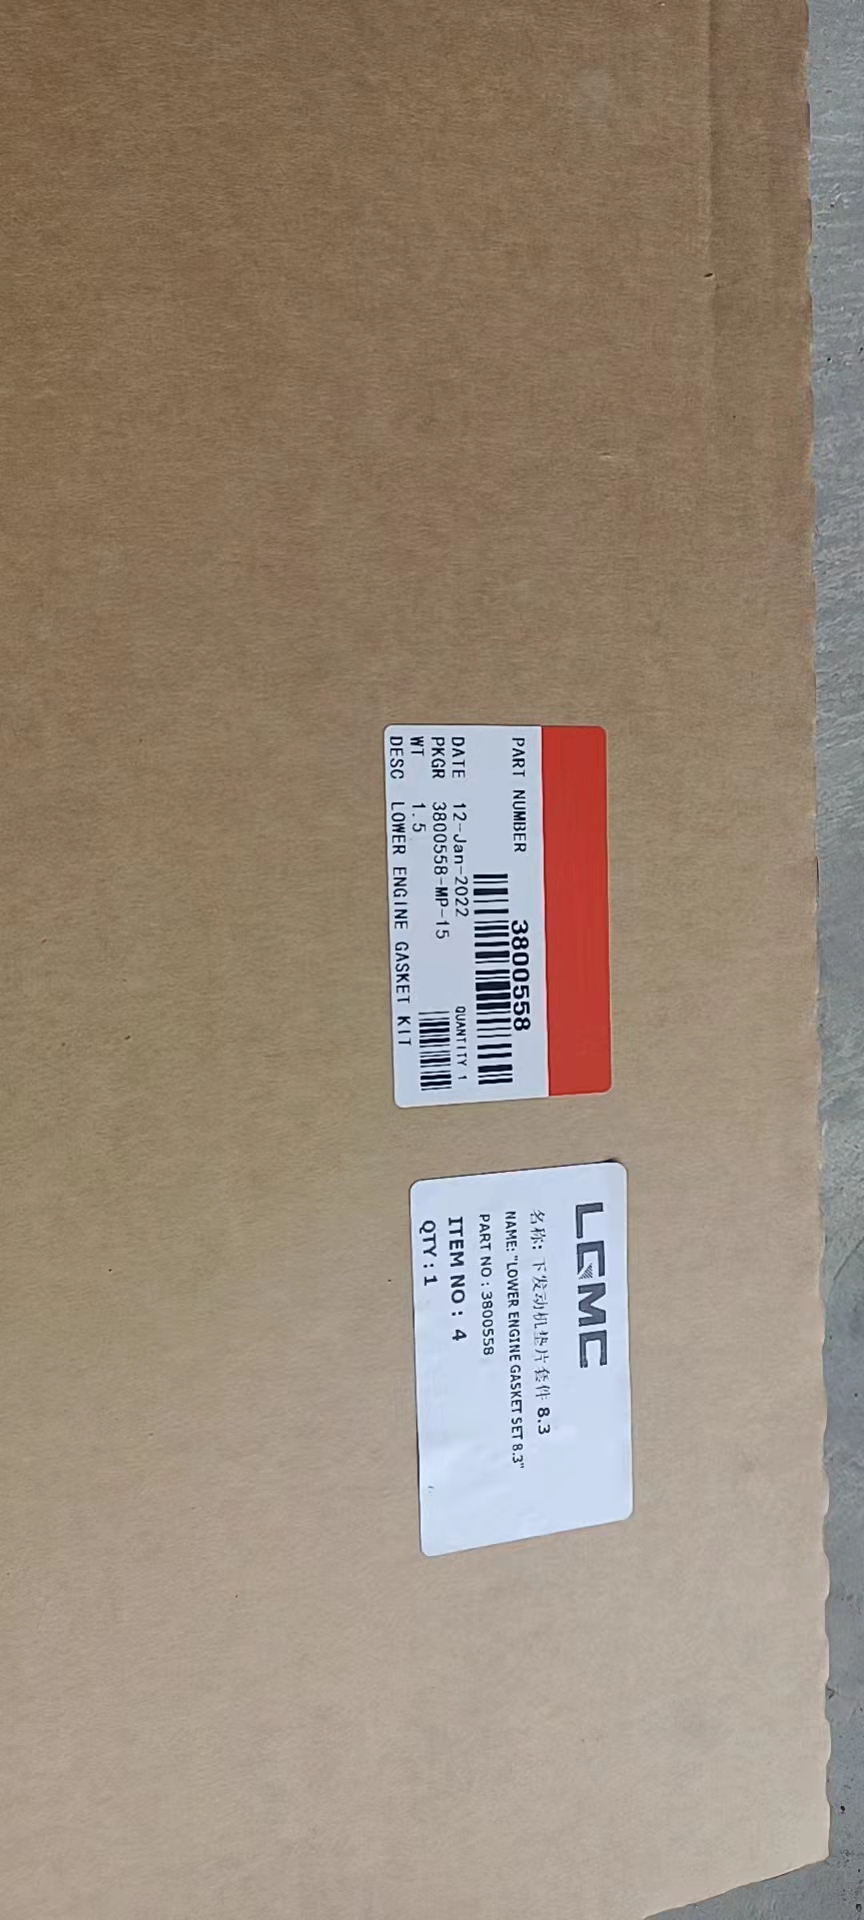 PART NUMBER 3800558
DATE 12-Jan-2022 QUANTITY 1
PKGR 3800558-MP-15
WT 1.5
DESC LOWER ENGINE GASKET KIT
LGMC
名称: 下发动机垫片套件 8.3
NAME: "LOWER ENGINE GASKET SET 8.3"
PART NO : 3800558
ITEM NO : 4
QTY : 1